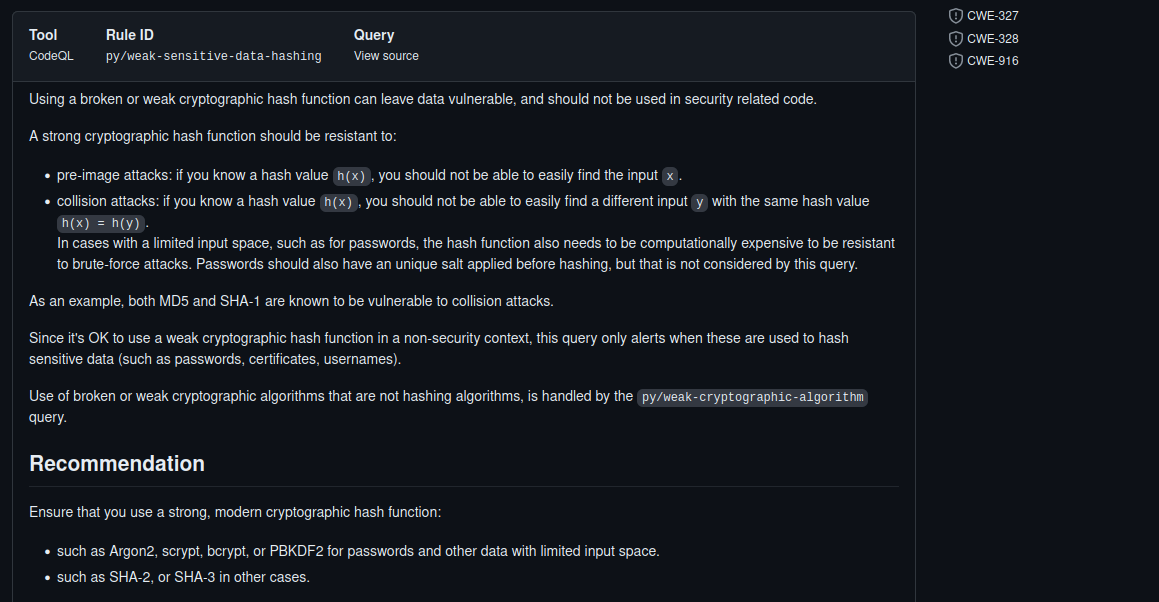 Tool Rule ID Query
CodeQL py/weak-sensitive-data-hashing View source
CWE-327
CWE-328
CWE-916
Using a broken or weak cryptographic hash function can leave data vulnerable, and should not be used in security related code.
A strong cryptographic hash function should be resistant to:
• pre-image attacks: if you know a hash value h(x), you should not be able to easily find the input x.
• collision attacks: if you know a hash value h(x), you should not be able to easily find a different input y with the same hash value
h(x) = h(y).
In cases with a limited input space, such as for passwords, the hash function also needs to be computationally expensive to be resistant
to brute-force attacks. Passwords should also have an unique salt applied before hashing, but that is not considered by this query.
As an example, both MD5 and SHA-1 are known to be vulnerable to collision attacks.
Since it's OK to use a weak cryptographic hash function in a non-security context, this query only alerts when these are used to hash
sensitive data (such as passwords, certificates, usernames).
Use of broken or weak cryptographic algorithms that are not hashing algorithms, is handled by the py/weak-cryptographic-algorithm
query.
Recommendation
Ensure that you use a strong, modern cryptographic hash function:
• such as Argon2, scrypt, bcrypt, or PBKDF2 for passwords and other data with limited input space.
• such as SHA-2, or SHA-3 in other cases.